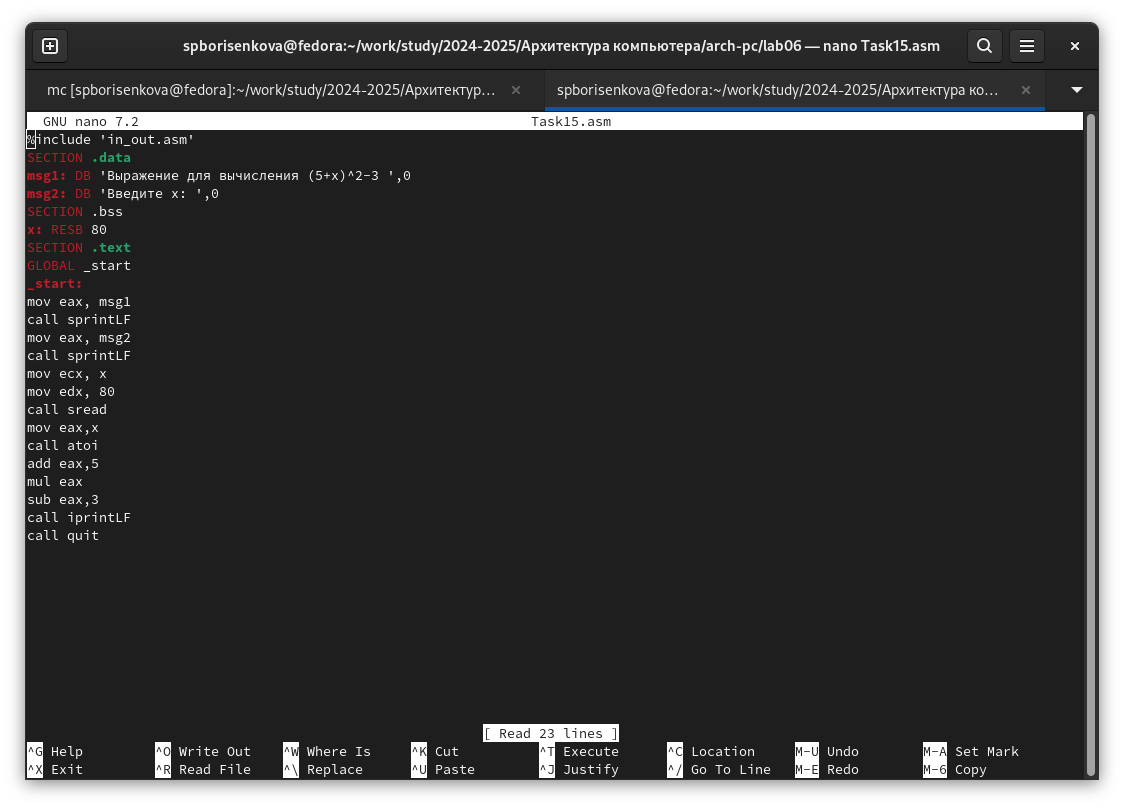 spborisenkova@fedora:~/work/study/2024-2025/Архитектура компьютера/arch-pc/lab06 — nano Task15.asm
mc [spborisenkova@fedora]:~/work/study/2024-2025/Архитектур... × spborisenkova@fedora:~/work/study/2024-2025/Архитектура ко... ×
GNU nano 7.2 Task15.asm
%include 'in_out.asm'
SECTION .data
msg1: DB 'Выражение для вычисления (5+x)^2-3 ',0
msg2: DB 'Введите x: ',0
SECTION .bss
x: RESB 80
SECTION .text
GLOBAL _start
_start:
mov eax, msg1
call sprintLF
mov eax, msg2
call sprintLF
mov ecx, x
mov edx, 80
call sread
mov eax,x
call atoi
add eax,5
mul eax
sub eax,3
call iprintLF
call quit
[ Read 23 lines ]
^G Help ^O Write Out ^W Where Is ^K Cut ^T Execute ^C Location M-U Undo M-A Set Mark
^X Exit ^R Read File ^\ Replace ^U Paste ^J Justify ^/ Go To Line M-E Redo M-6 Copy